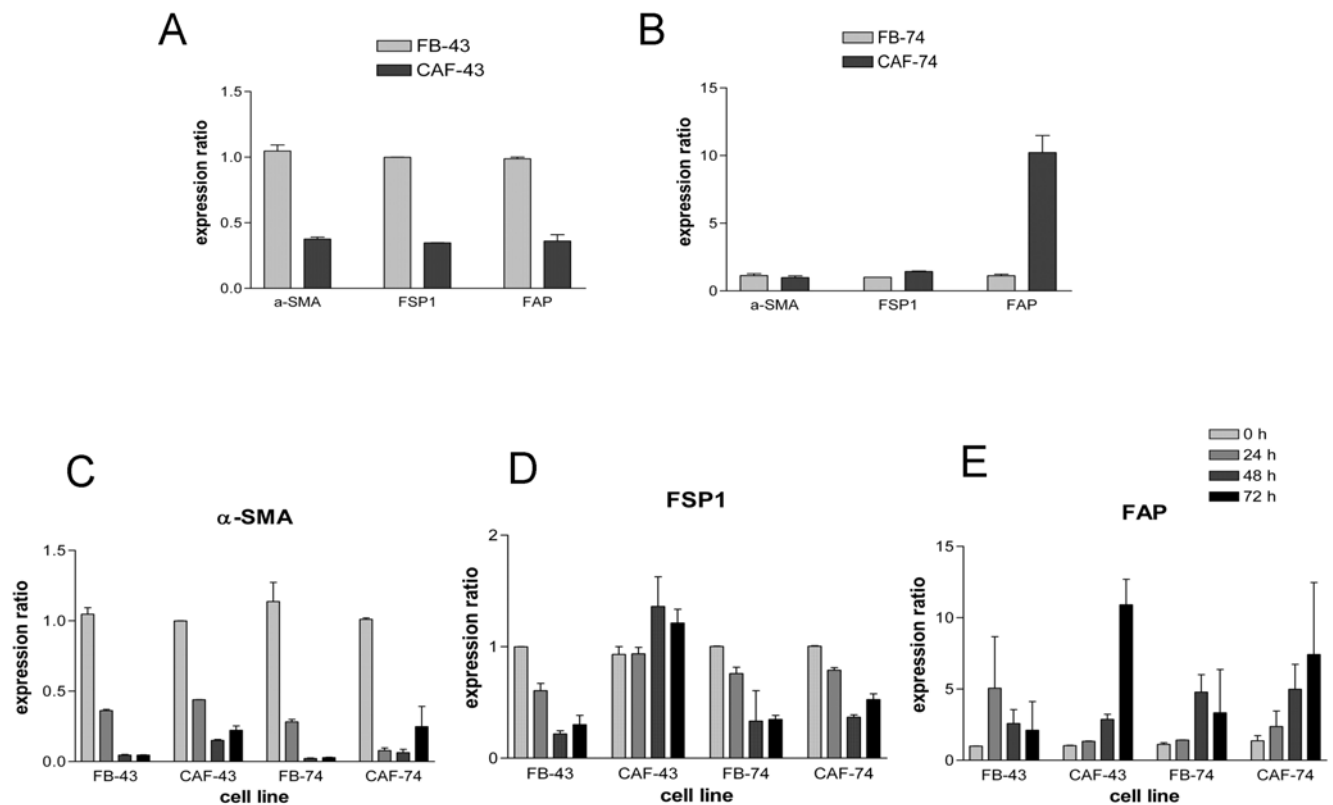 A
FB-43
CAF-43
expression ratio
1.5
1.0
0.5
0.0
a-SMA FSP1 FAP
B
FB-74
CAF-74
expression ratio
15
10
5
0
a-SMA FSP1 FAP
C
α-SMA
expression ratio
1.5
1.0
0.5
0.0
FB-43 CAF-43 FB-74 CAF-74
cell line
D
FSP1
expression ratio
2
1
0
FB-43 CAF-43 FB-74 CAF-74
cell line
E
0 h
24 h
48 h
72 h
FAP
expression ratio
15
10
5
0
FB-43 CAF-43 FB-74 CAF-74
cell line